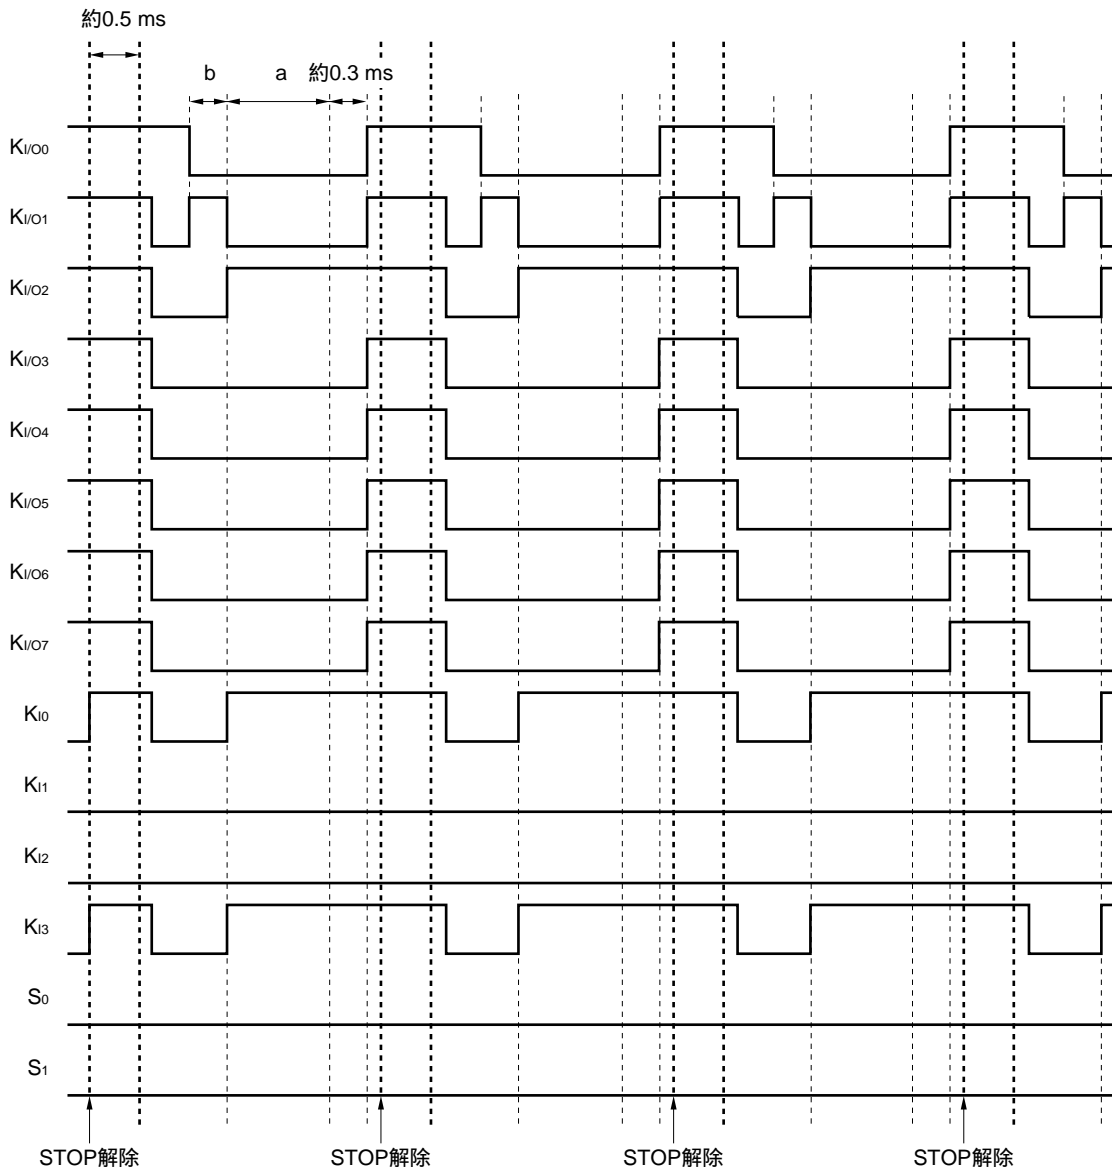 約0.5 ms
b a 約0.3 ms
KI/O0
KI/O1
KI/O2
KI/O3
KI/O4
KI/O5
KI/O6
KI/O7
KI0
KI1
KI2
KI3
S0
S1
STOP解除 STOP解除 STOP解除 STOP解除